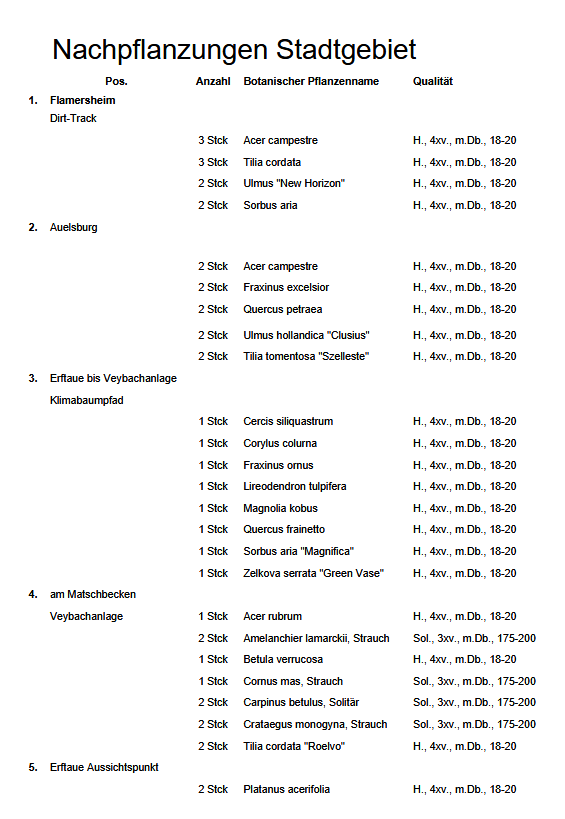 Nachpflanzungen Stadtgebiet
Pos. Anzahl Botanischer Pflanzenname Qualität
1. Flamersheim
Dirt-Track
3 Stck Acer campestre H., 4xv., m.Db., 18-20
3 Stck Tilia cordata H., 4xv., m.Db., 18-20
2 Stck Ulmus "New Horizon" H., 4xv., m.Db., 18-20
2 Stck Sorbus aria H., 4xv., m.Db., 18-20
2. Auelsburg
2 Stck Acer campestre H., 4xv., m.Db., 18-20
2 Stck Fraxinus excelsior H., 4xv., m.Db., 18-20
2 Stck Quercus petraea H., 4xv., m.Db., 18-20
2 Stck Ulmus hollandica "Clusius" H., 4xv., m.Db., 18-20
2 Stck Tilia tomentosa "Szelleste" H., 4xv., m.Db., 18-20
3. Erftaue bis Veybachanlage
Klimabaumpfad
1 Stck Cercis siliquastrum H., 4xv., m.Db., 18-20
1 Stck Corylus colurna H., 4xv., m.Db., 18-20
1 Stck Fraxinus ornus H., 4xv., m.Db., 18-20
1 Stck Lireodendron tulpifera H., 4xv., m.Db., 18-20
1 Stck Magnolia kobus H., 4xv., m.Db., 18-20
1 Stck Quercus frainetto H., 4xv., m.Db., 18-20
1 Stck Sorbus aria "Magnifica" H., 4xv., m.Db., 18-20
1 Stck Zelkova serrata "Green Vase" H., 4xv., m.Db., 18-20
4. am Matschbecken
Veybachanlage 1 Stck Acer rubrum H., 4xv., m.Db., 18-20
2 Stck Amelanchier lamarckii, Strauch Sol., 3xv., m.Db., 175-200
1 Stck Betula verrucosa H., 4xv., m.Db., 18-20
1 Stck Cornus mas, Strauch Sol., 3xv., m.Db., 175-200
2 Stck Carpinus betulus, Solitär Sol., 3xv., m.Db., 175-200
2 Stck Crataegus monogyna, Strauch Sol., 3xv., m.Db., 175-200
2 Stck Tilia cordata "Roelvo" H., 4xv., m.Db., 18-20
5. Erftaue Aussichtspunkt
2 Stck Platanus acerifolia H., 4xv., m.Db., 18-20